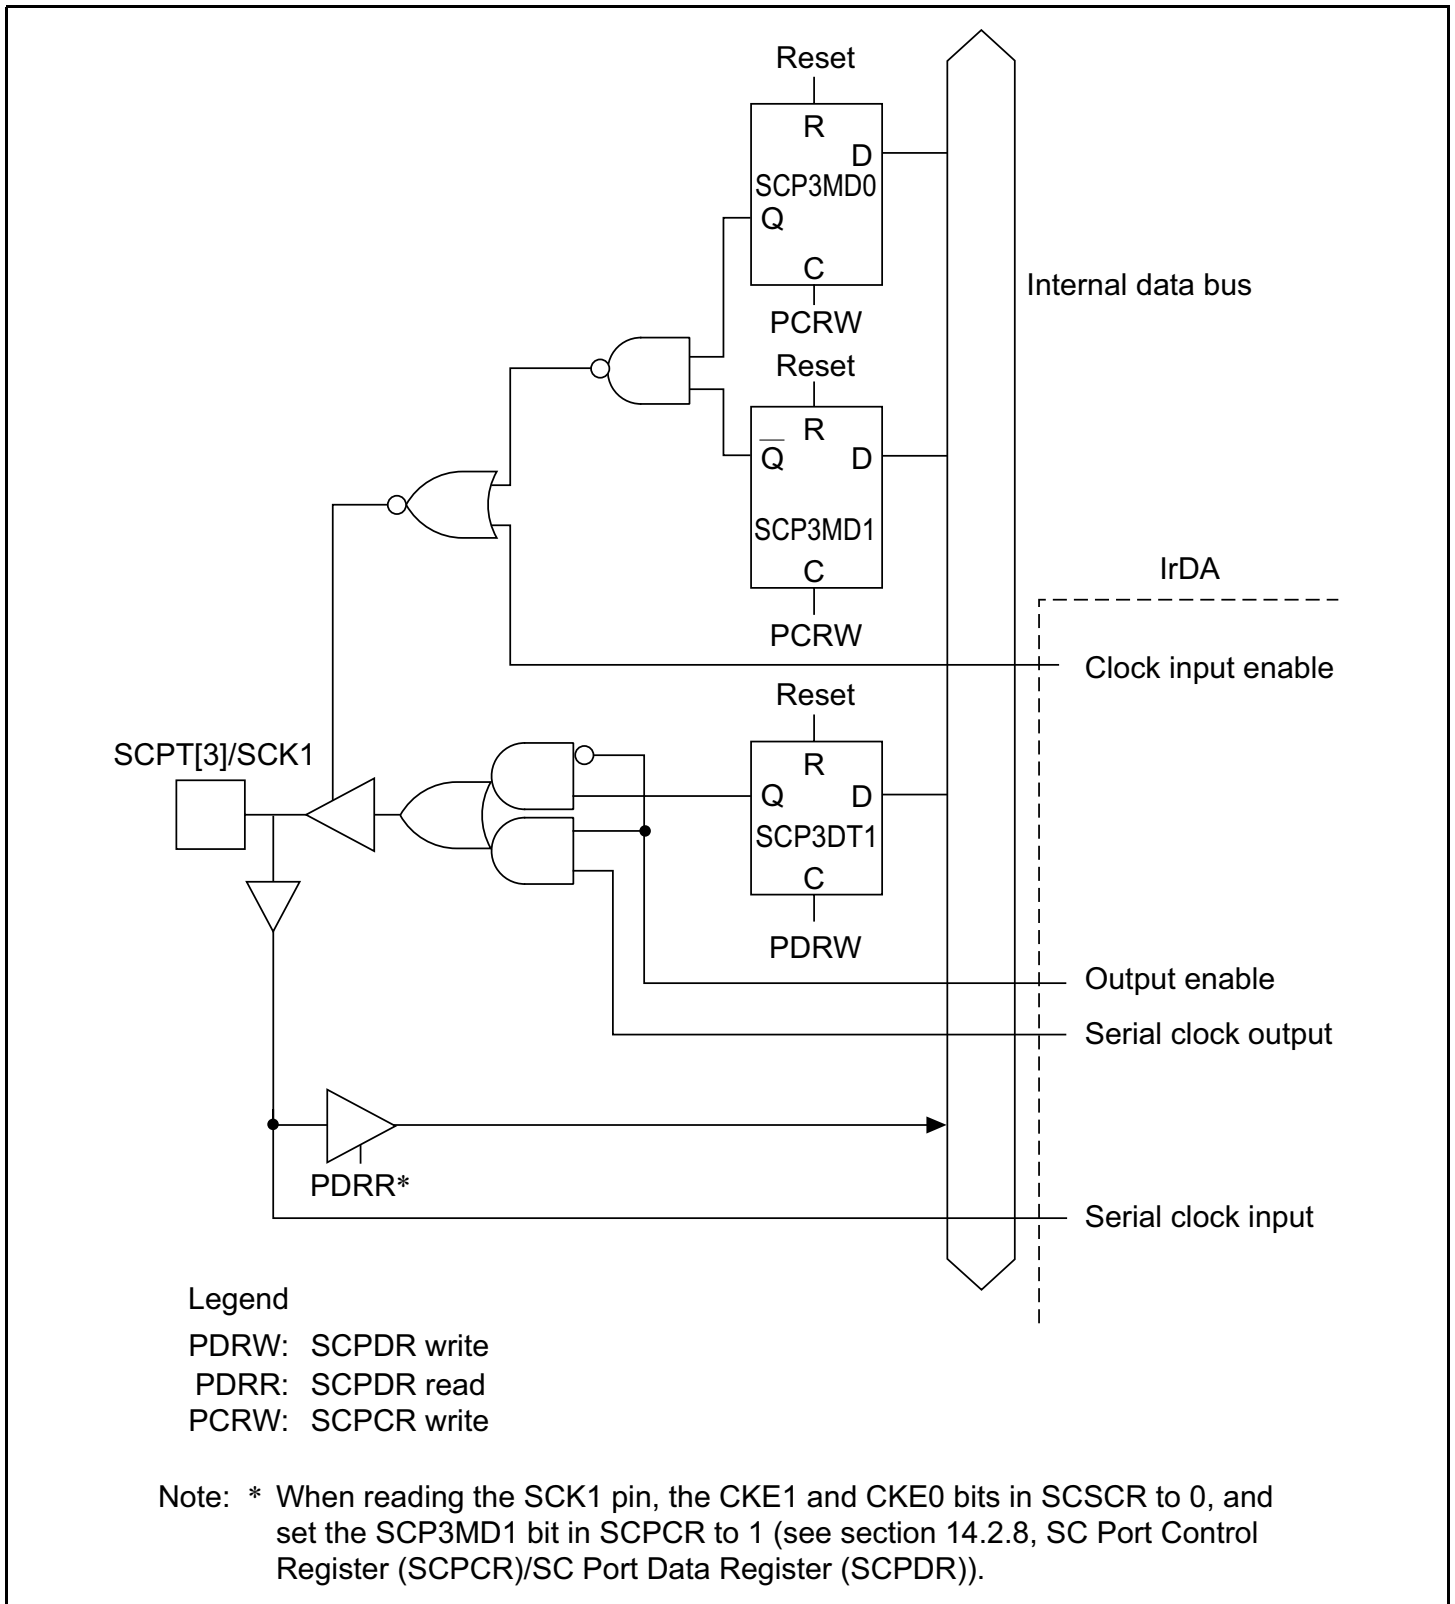 Reset
R
D
SCP3MD0
Q
C
PCRW
Internal data bus
Reset
R
Q
D
SCP3MD1
C
PCRW
IrDA
Clock input enable
Reset
R
Q
D
SCP3DT1
C
PDRW
SCPT[3]/SCK1
Output enable
Serial clock output
PDRR*
Serial clock input
Legend
PDRW: SCPDR write
PDRR: SCPDR read
PCRW: SCPCR write
Note: * When reading the SCK1 pin, the CKE1 and CKE0 bits in SCSCR to 0, and
set the SCP3MD1 bit in SCPCR to 1 (see section 14.2.8, SC Port Control
Register (SCPCR)/SC Port Data Register (SCPDR)).